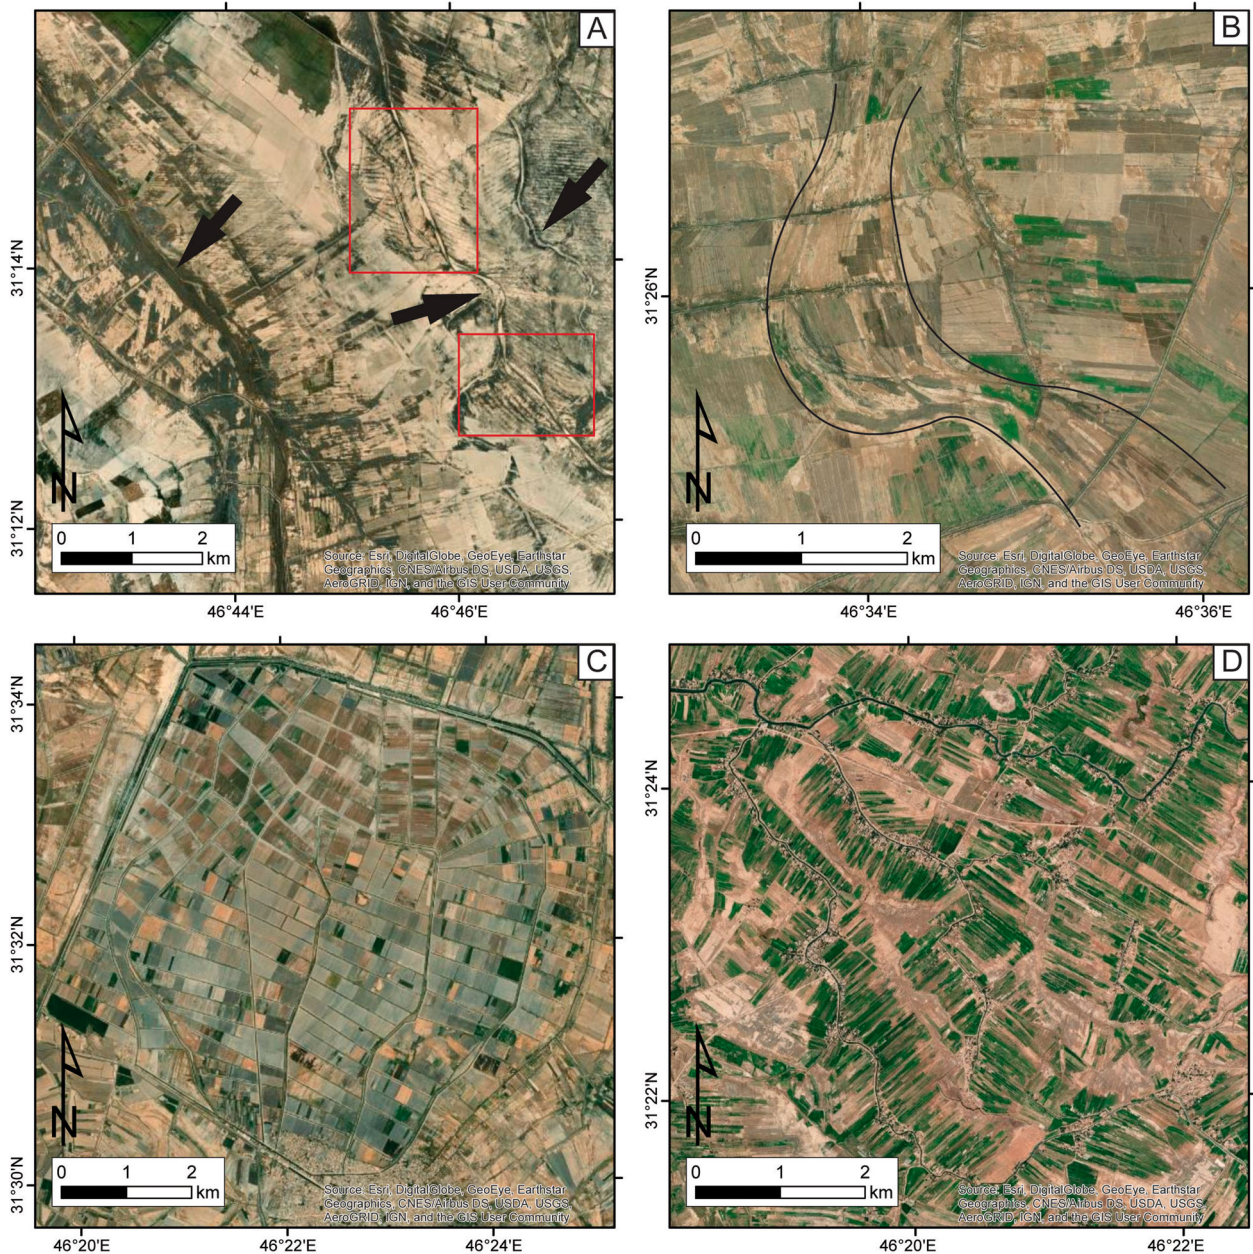 A
31°14'N
31°12'N
N
0 1 2
km
Source: Esri, DigitalGlobe, GeoEye, Earthstar
Geographics, CNES/Airbus DS, USDA, USGS,
AeroGRID, IGN, and the GIS User Community
46°44'E 46°46'E
B
31°26'N
N
0 1 2
km
Source: Esri, DigitalGlobe, GeoEye, Earthstar
Geographics, CNES/Airbus DS, USDA, USGS,
AeroGRID, IGN, and the GIS User Community
46°34'E 46°36'E
C
31°34'N
31°32'N
31°30'N
N
0 1 2
km
Source: Esri, DigitalGlobe, GeoEye, Earthstar
Geographics, CNES/Airbus DS, USDA, USGS,
AeroGRID, IGN, and the GIS User Community
46°20'E 46°22'E 46°24'E
D
31°24'N
31°22'N
N
0 1 2
km
Source: Esri, DigitalGlobe, GeoEye, Earthstar
Geographics, CNES/Airbus DS, USDA, USGS,
AeroGRID, IGN, and the GIS User Community
46°20'E 46°22'E